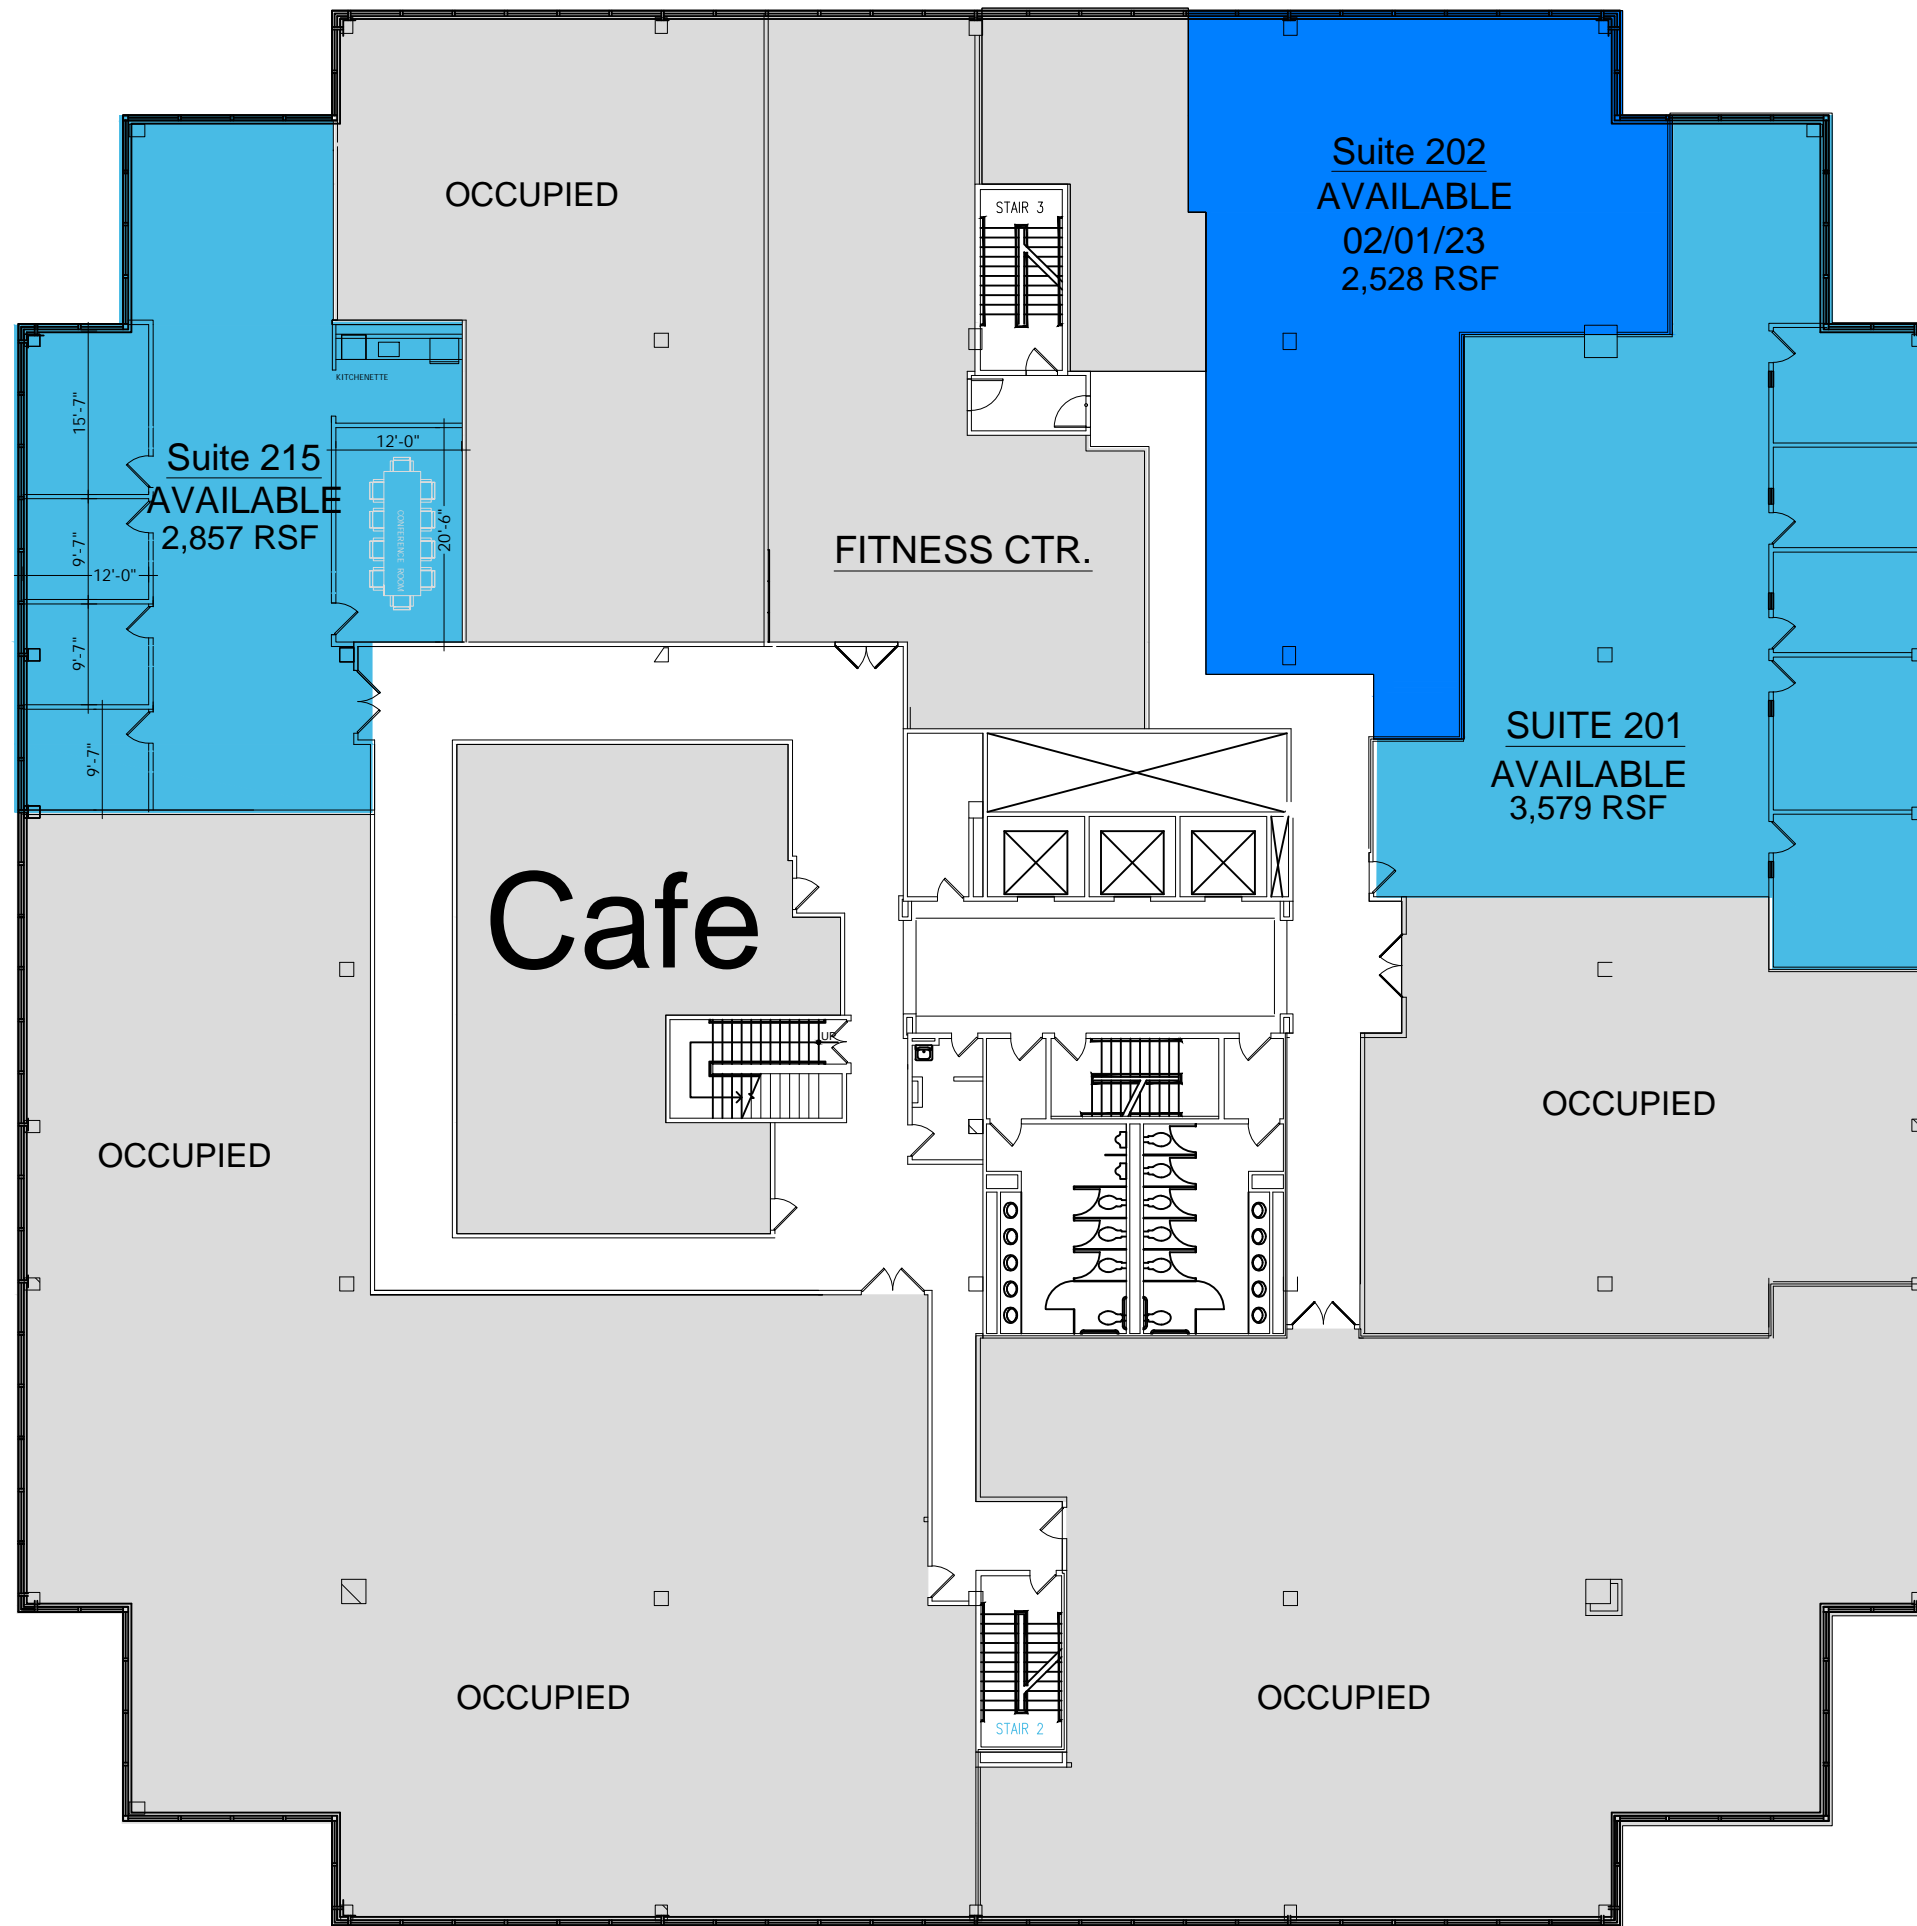 OCCUPIED
Suite 202
AVAILABLE
02/01/23
2,528 RSF
STAIR 3
KITCHENETTE
15'-7"
12'-0"
Suite 215
AVAILABLE
2,857 RSF
CONFERENCE ROOM
20'-6"
9'-7"
12'-0"
9'-7"
9'-7"
FITNESS CTR.
SUITE 201
AVAILABLE
3,579 RSF
Cafe
UP
OCCUPIED
OCCUPIED
OCCUPIED
OCCUPIED
STAIR 2